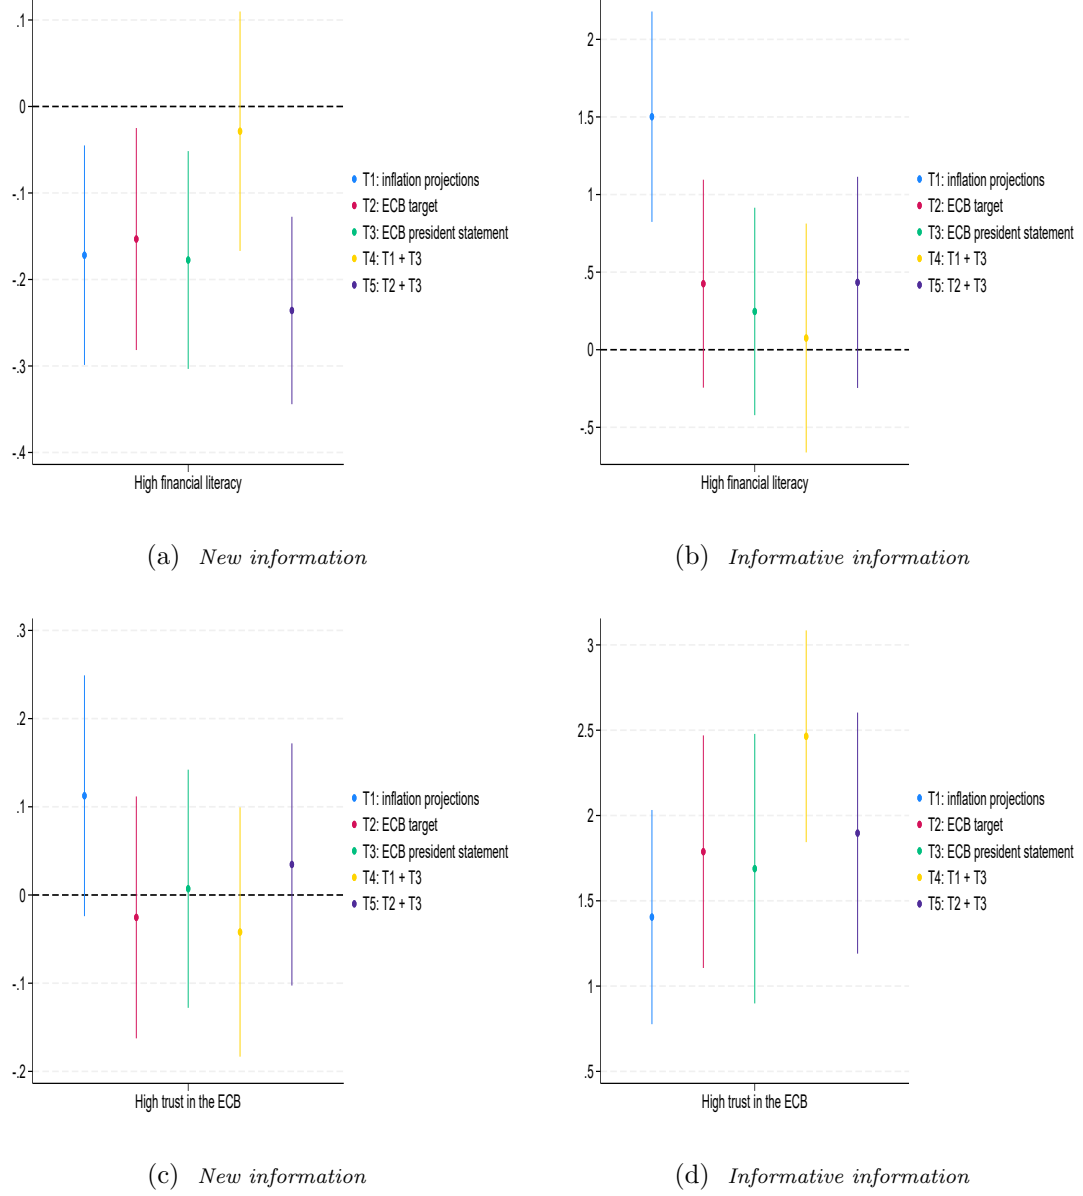 .1
0
-.1
-.2
-.3
-.4
High financial literacy
T1: inflation projections
T2: ECB target
T3: ECB president statement
T4: T1 + T3
T5: T2 + T3
(a) New information
2
1.5
1
.5
0
-.5
High financial literacy
T1: inflation projections
T2: ECB target
T3: ECB president statement
T4: T1 + T3
T5: T2 + T3
(b) Informative information
.3
.2
.1
0
-.1
-.2
High trust in the ECB
T1: inflation projections
T2: ECB target
T3: ECB president statement
T4: T1 + T3
T5: T2 + T3
(c) New information
3
2.5
2
1.5
1
.5
High trust in the ECB
T1: inflation projections
T2: ECB target
T3: ECB president statement
T4: T1 + T3
T5: T2 + T3
(d) Informative information